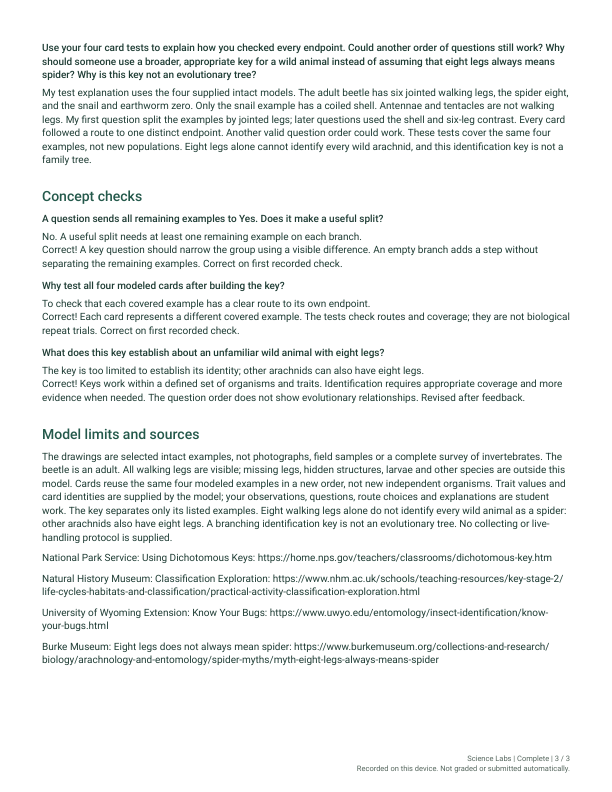 Use your four card tests to explain how you checked every endpoint. Could another order of questions still work? Why
should someone use a broader, appropriate key for a wild animal instead of assuming that eight legs always means
spider? Why is this key not an evolutionary tree?
My test explanation uses the four supplied intact models. The adult beetle has six jointed walking legs, the spider eight,
and the snail and earthworm zero. Only the snail example has a coiled shell. Antennae and tentacles are not walking
legs. My first question split the examples by jointed legs; later questions used the shell and six-leg contrast. Every card
followed a route to one distinct endpoint. Another valid question order could work. These tests cover the same four
examples, not new populations. Eight legs alone cannot identify every wild arachnid, and this identification key is not a
family tree.
Concept checks
A question sends all remaining examples to Yes. Does it make a useful split?
No. A useful split needs at least one remaining example on each branch.
Correct! A key question should narrow the group using a visible difference. An empty branch adds a step without
separating the remaining examples. Correct on first recorded check.
Why test all four modeled cards after building the key?
To check that each covered example has a clear route to its own endpoint.
Correct! Each card represents a different covered example. The tests check routes and coverage; they are not biological
repeat trials. Correct on first recorded check.
What does this key establish about an unfamiliar wild animal with eight legs?
The key is too limited to establish its identity; other arachnids can also have eight legs.
Correct! Keys work within a defined set of organisms and traits. Identification requires appropriate coverage and more
evidence when needed. The question order does not show evolutionary relationships. Revised after feedback.
Model limits and sources
The drawings are selected intact examples, not photographs, field samples or a complete survey of invertebrates. The
beetle is an adult. All walking legs are visible; missing legs, hidden structures, larvae and other species are outside this
model. Cards reuse the same four modeled examples in a new order, not new independent organisms. Trait values and
card identities are supplied by the model; your observations, questions, route choices and explanations are student
work. The key separates only its listed examples. Eight walking legs alone do not identify every wild animal as a spider:
other arachnids also have eight legs. A branching identification key is not an evolutionary tree. No collecting or live-
handling protocol is supplied.
National Park Service: Using Dichotomous Keys: https://home.nps.gov/teachers/classrooms/dichotomous-key.htm
Natural History Museum: Classification Exploration: https://www.nhm.ac.uk/schools/teaching-resources/key-stage-2/
life-cycles-habitats-and-classification/practical-activity-classification-exploration.html
University of Wyoming Extension: Know Your Bugs: https://www.uwyo.edu/entomology/insect-identification/know-
your-bugs.html
Burke Museum: Eight legs does not always mean spider: https://www.burkemuseum.org/collections-and-research/
biology/arachnology-and-entomology/spider-myths/myth-eight-legs-always-means-spider
Science Labs | Complete | 3 / 3
Recorded on this device. Not graded or submitted automatically.